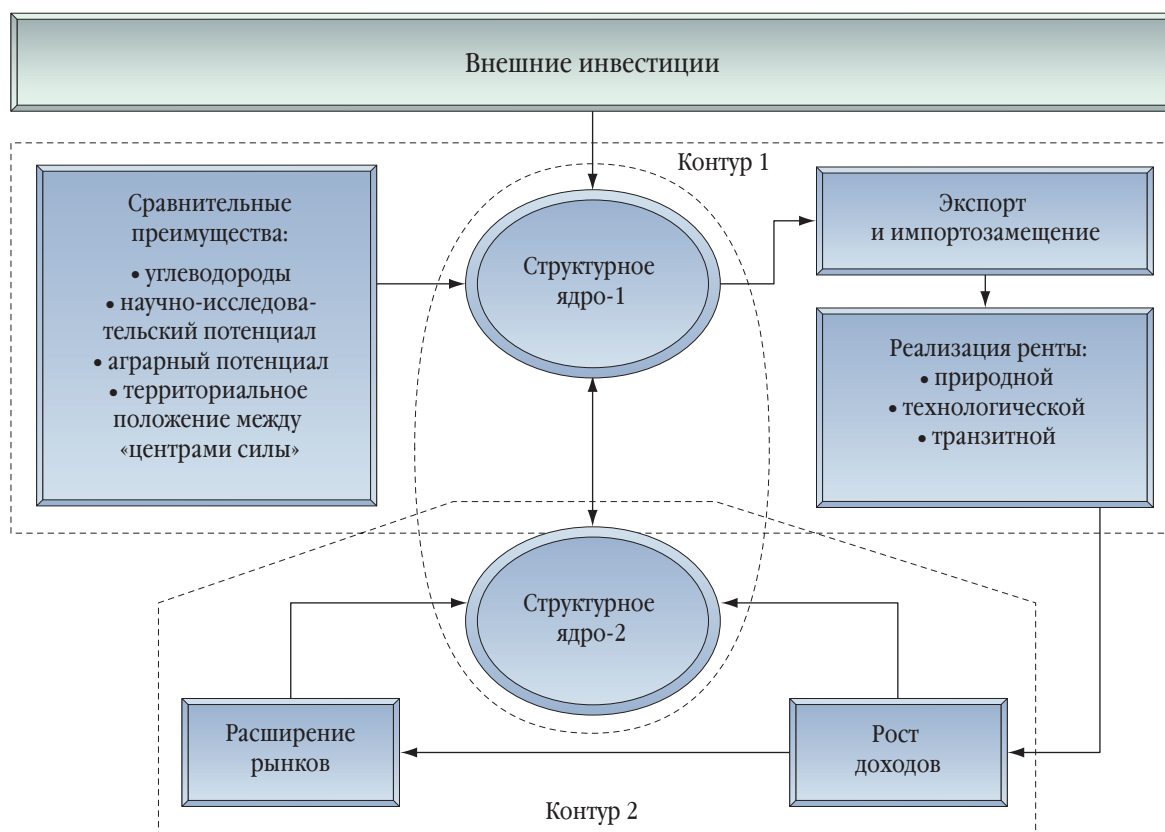 Внешние инвестиции
Контур 1
Сравнительные
преимущества:
• углеводороды
• научно-исследова-
тельский потенциал
• аграрный потенциал
• территориальное
положение между
«центрами силы»
Структурное
ядро-1
Экспорт
и импортозамещение
Реализация ренты:
• природной
• технологической
• транзитной
Структурное
ядро-2
Расширение
рынков
Рост
доходов
Контур 2